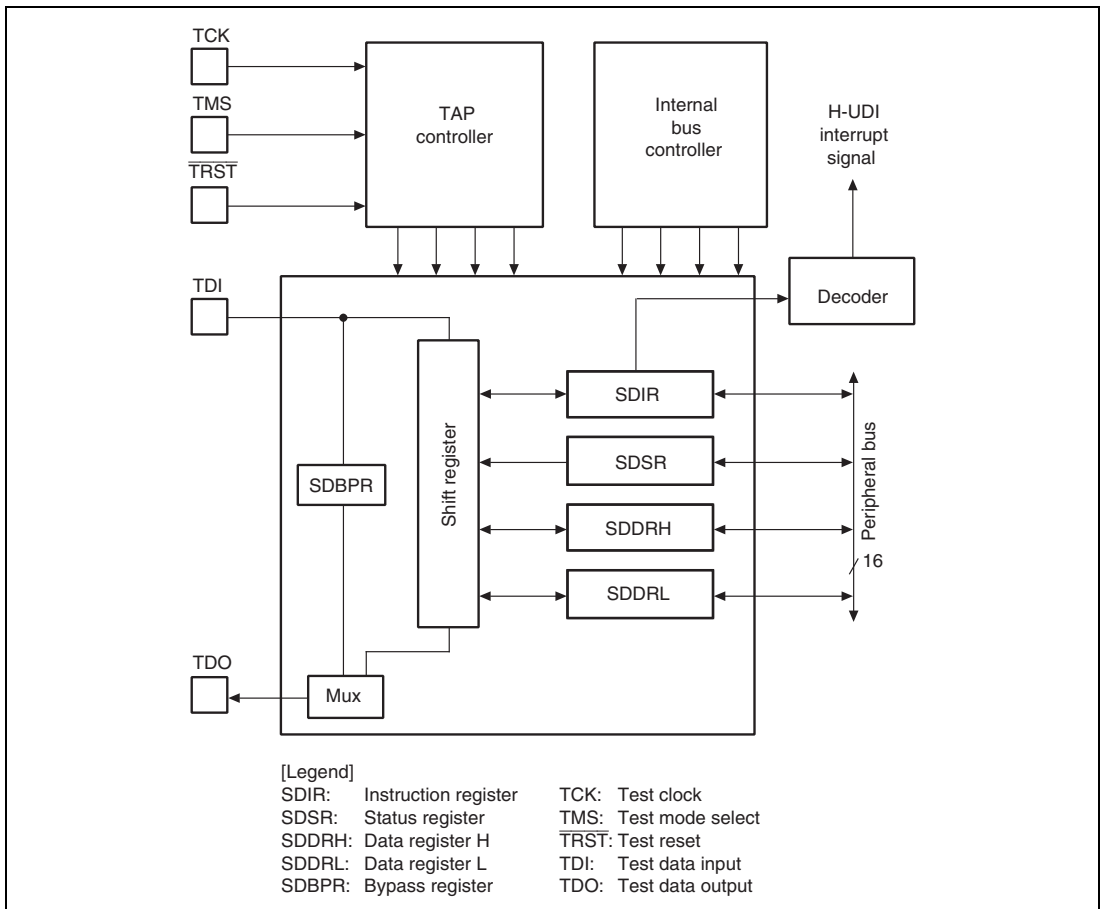 TCK
TMS
TRST
TAP
controller
Internal
bus
controller
H-UDI
interrupt
signal
TDI
Decoder
Shift register
SDIR
SDSR
SDBPR
SDDRH
SDDRL
Peripheral bus
16
TDO
Mux
[Legend]
SDIR: Instruction register TCK: Test clock
SDSR: Status register TMS: Test mode select
SDDRH: Data register H TRST: Test reset
SDDRL: Data register L TDI: Test data input
SDBPR: Bypass register TDO: Test data output